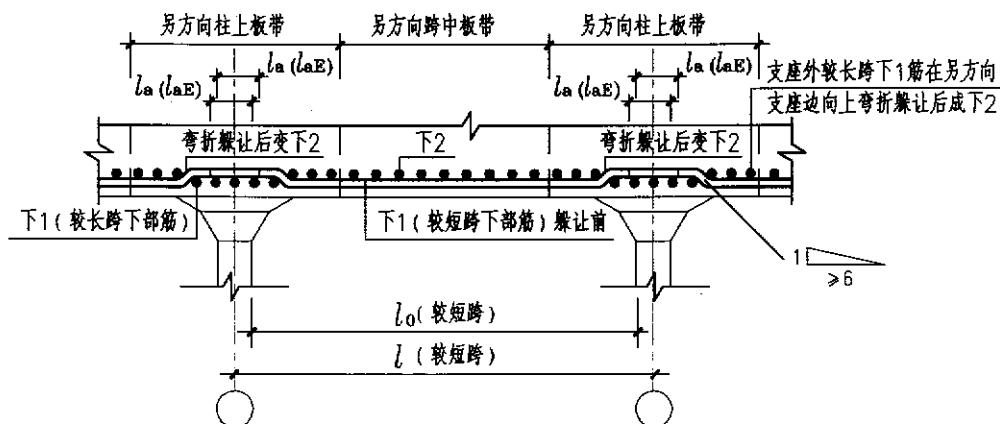 另方向柱上板带
另方向跨中板带
另方向柱上板带
la (laE)
la (laE)
la (laE)
la (laE)
支座外较长跨下1筋在另方向
支座边向上弯折躲让后成下2
弯折躲让后变下2
下2
弯折躲让后变下2
下1(较长跨下部筋)
下1(较短跨下部筋)躲让前
1
≥6
l0(较短跨)
l (较短跨)